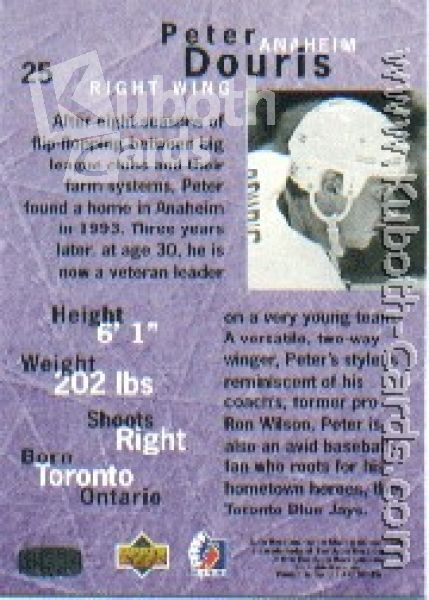 Peter
ANAHEIM
Douris
25
RIGHT WING
Kuboth
After eight seasons of
flip-flopping between big
league clubs and their
farm systems, Peter
found a home in Anaheim
in 1993. Three years
later, at age 30, he is
now a veteran leader
Height
6' 1"
Weight
202 lbs
Shoots
Right
Born
Toronto
Ontario
on a very young team.
A versatile, two-way
winger, Peter's style
reminiscent of his
coach's, former pro
Ron Wilson. Peter is
also an avid baseball
fan who roots for his
hometown heroes, th
Toronto Blue Jays.
UPPER DECK
www.Kuboth-Cards.com